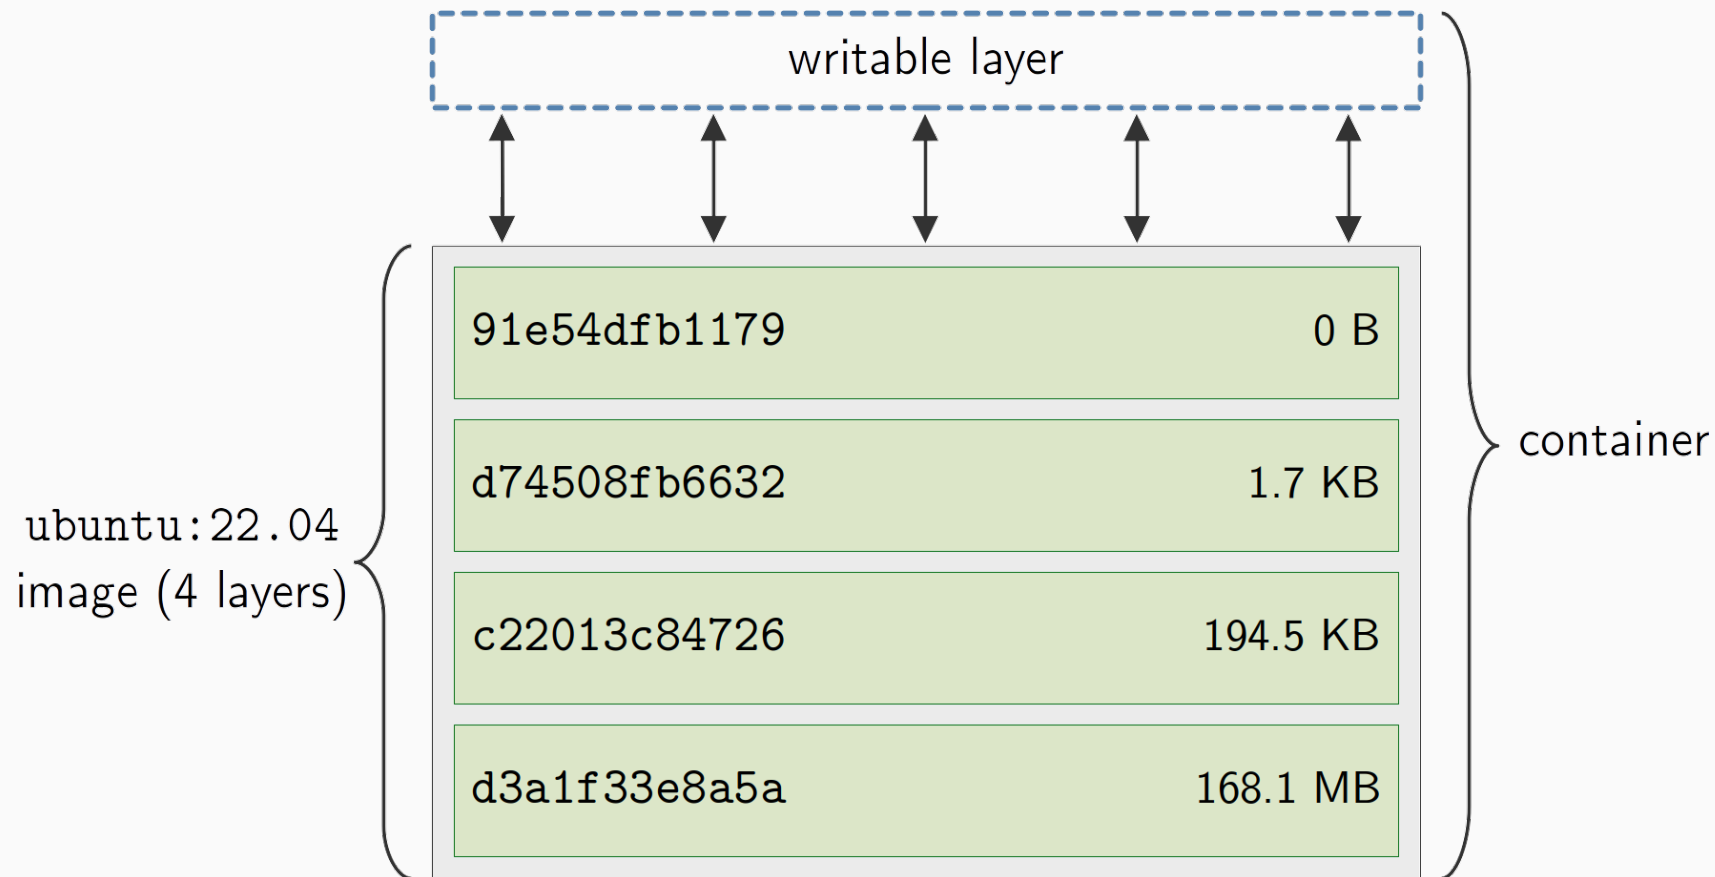 writable layer
91e54dfb1179 0 B
d74508fb6632 1.7 KB
c22013c84726 194.5 KB
d3a1f33e8a5a 168.1 MB
ubuntu:22.04
image (4 layers)
container